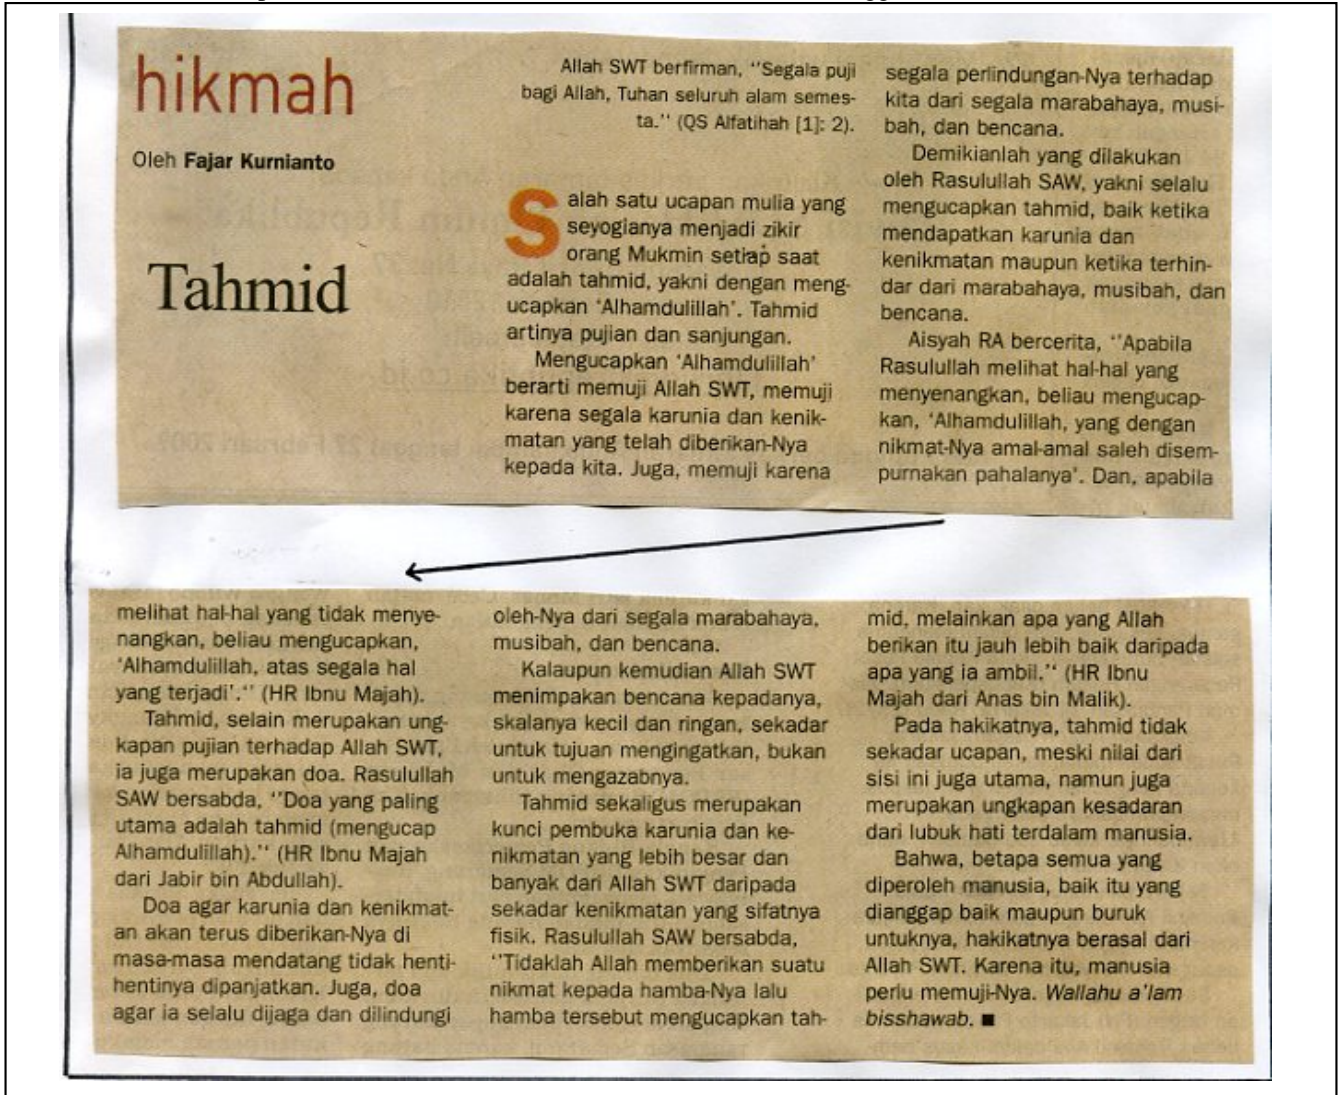 hikmah
Oleh Fajar Kurnianto
Tahmid
Allah SWT berfirman, ‘‘Segala puji
bagi Allah, Tuhan seluruh alam semes-
ta.’’ (QS Alfatihah [1]: 2).
Salah satu ucapan mulia yang
seyogianya menjadi zikir
orang Mukmin setiap saat
adalah tahmid, yakni dengan meng-
ucapkan ‘Alhamdulillah’. Tahmid
artinya pujian dan sanjungan.
Mengucapkan ‘Alhamdulillah’
berarti memuji Allah SWT, memuji
karena segala karunia dan kenik-
matan yang telah diberikan-Nya
kepada kita. Juga, memuji karena
segala perlindungan-Nya terhadap
kita dari segala marabahaya, musi-
bah, dan bencana.
Demikianlah yang dilakukan
oleh Rasulullah SAW, yakni selalu
mengucapkan tahmid, baik ketika
mendapatkan karunia dan
kenikmatan maupun ketika terhin-
dar dari marabahaya, musibah, dan
bencana.
Aisyah RA bercerita, ‘‘Apabila
Rasulullah melihat hal-hal yang
menyenangkan, beliau mengucap-
kan, ‘Alhamdulillah, yang dengan
nikmat-Nya amal-amal saleh disem-
purnakan pahalanya’. Dan, apabila
melihat hal-hal yang tidak menye-
nangkan, beliau mengucapkan,
‘Alhamdulillah, atas segala hal
yang terjadi’.’’ (HR Ibnu Majah).
Tahmid, selain merupakan ung-
kapan pujian terhadap Allah SWT,
ia juga merupakan doa. Rasulullah
SAW bersabda, ‘‘Doa yang paling
utama adalah tahmid (mengucap
Alhamdulillah).’’ (HR Ibnu Majah
dari Jabir bin Abdullah).
Doa agar karunia dan kenikmat-
an akan terus diberikan-Nya di
masa-masa mendatang tidak henti-
hentinya dipanjatkan. Juga, doa
agar ia selalu dijaga dan dilindungi
oleh-Nya dari segala marabahaya,
musibah, dan bencana.
Kalaupun kemudian Allah SWT
menimpakan bencana kepadanya,
skalanya kecil dan ringan, sekadar
untuk tujuan mengingatkan, bukan
untuk mengazabnya.
Tahmid sekaligus merupakan
kunci pembuka karunia dan ke-
nikmatan yang lebih besar dan
banyak dari Allah SWT daripada
sekadar kenikmatan yang sifatnya
fisik. Rasulullah SAW bersabda,
‘‘Tidaklah Allah memberikan suatu
nikmat kepada hamba-Nya lalu
hamba tersebut mengucapkan tah-
mid, melainkan apa yang Allah
berikan itu jauh lebih baik daripada
apa yang ia ambil.’’ (HR Ibnu
Majah dari Anas bin Malik).
Pada hakikatnya, tahmid tidak
sekadar ucapan, meski nilai dari
sisi ini juga utama, namun juga
merupakan ungkapan kesadaran
dari lubuk hati terdalam manusia.
Bahwa, betapa semua yang
diperoleh manusia, baik itu yang
dianggap baik maupun buruk
untuknya, hakikatnya berasal dari
Allah SWT. Karena itu, manusia
perlu memuji-Nya. Wallahu a'lam
bisshawab. ■